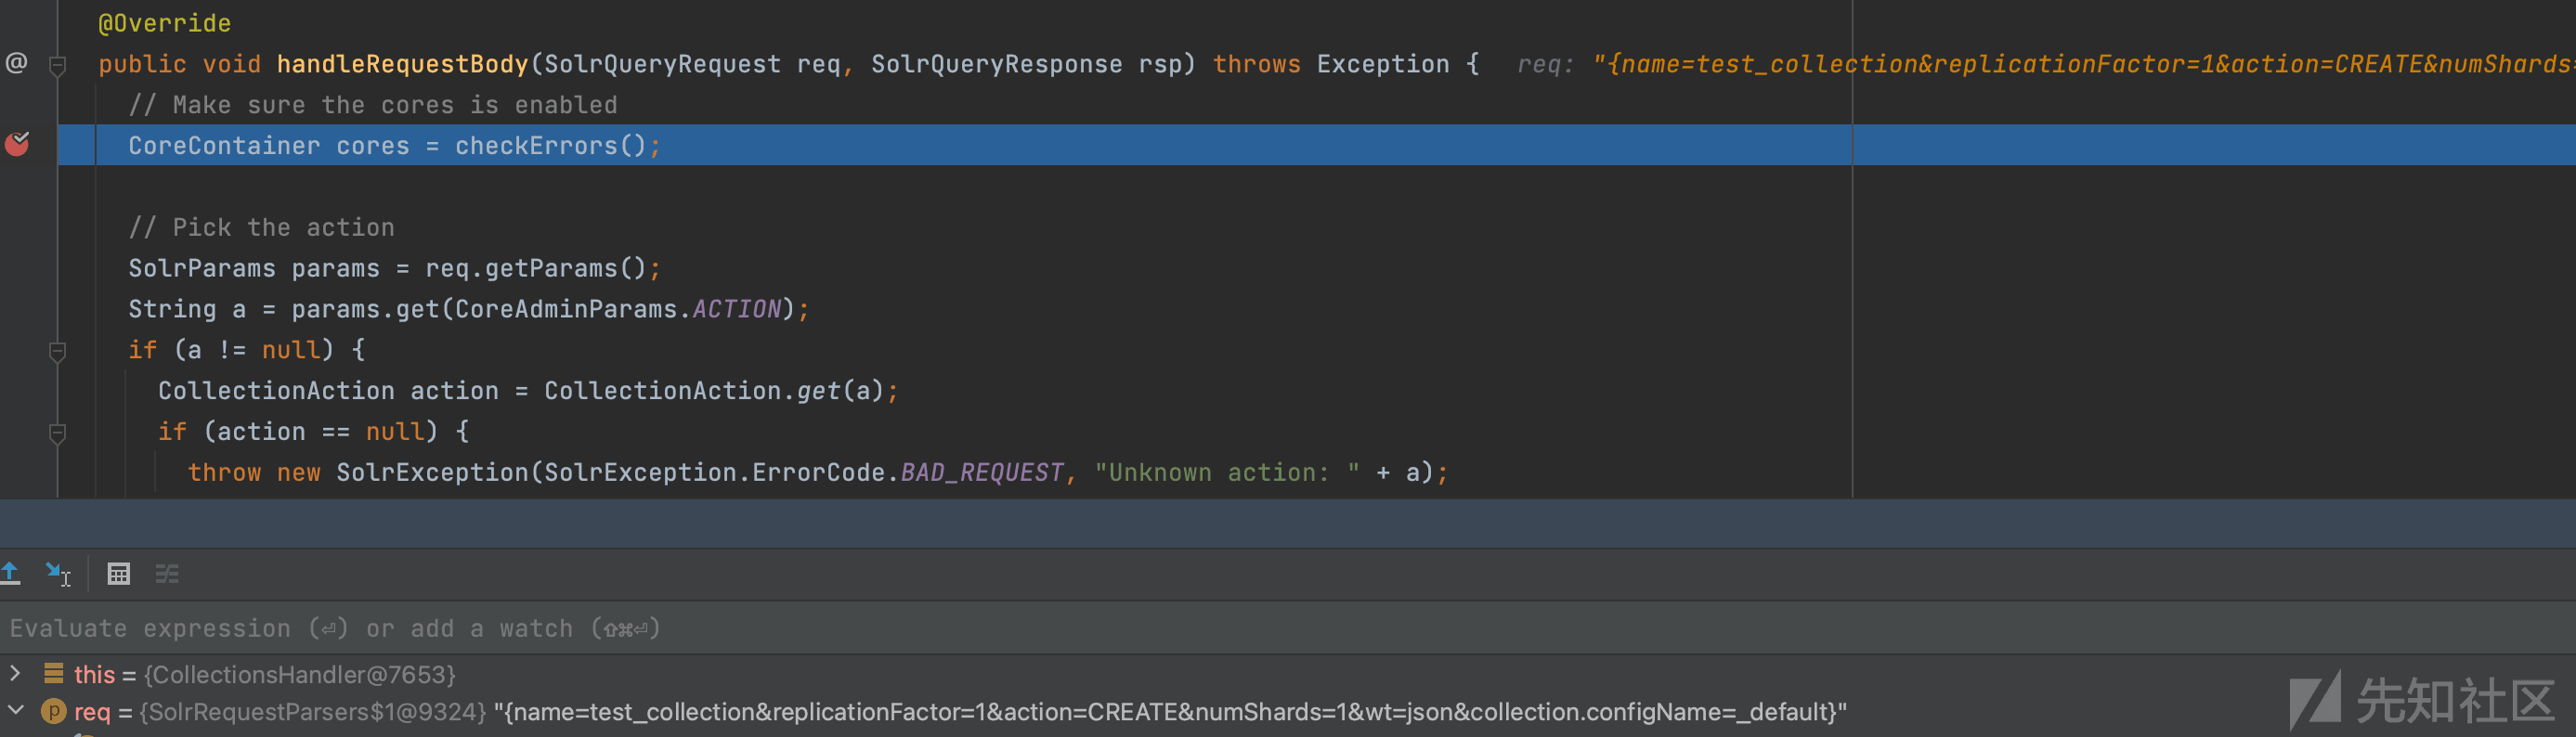 @Override
@ public void handleRequestBody(SolrQueryRequest req, SolrQueryResponse rsp) throws Exception { req: "{name=test_collection&replicationFactor=1&action=CREATE&numShards=
// Make sure the cores is enabled
CoreContainer cores = checkErrors();
// Pick the action
SolrParams params = req.getParams();
String a = params.get(CoreAdminParams.ACTION);
if (a != null) {
CollectionAction action = CollectionAction.get(a);
if (action == null) {
throw new SolrException(SolrException.ErrorCode.BAD_REQUEST, "Unknown action: " + a);
Evaluate expression (⏎) or add a watch (⇧⌘⏎)
this = {CollectionsHandler@7653}
p req = {SolrRequestParsers$1@9324} "{name=test_collection&replicationFactor=1&action=CREATE&numShards=1&wt=json&collection.configName=_default}"
先知社区